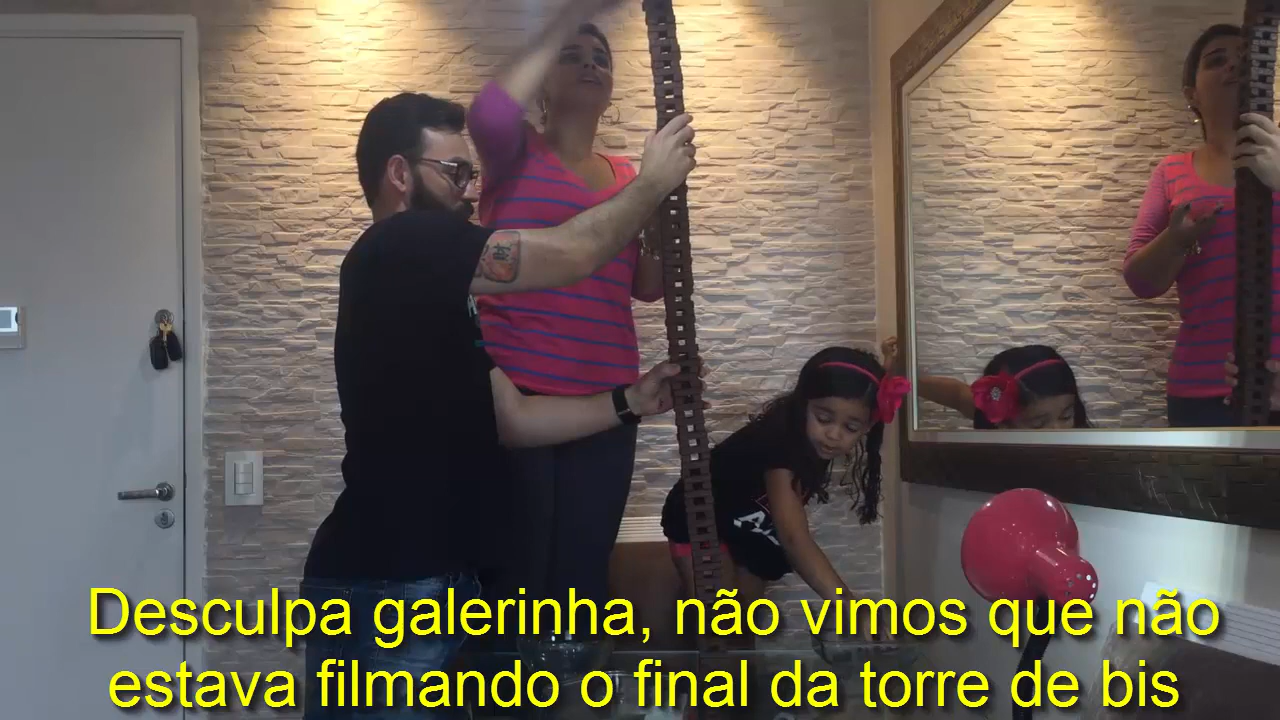 Desculpa galerinha, não vimos que não
estava filmando o final da torre de bis